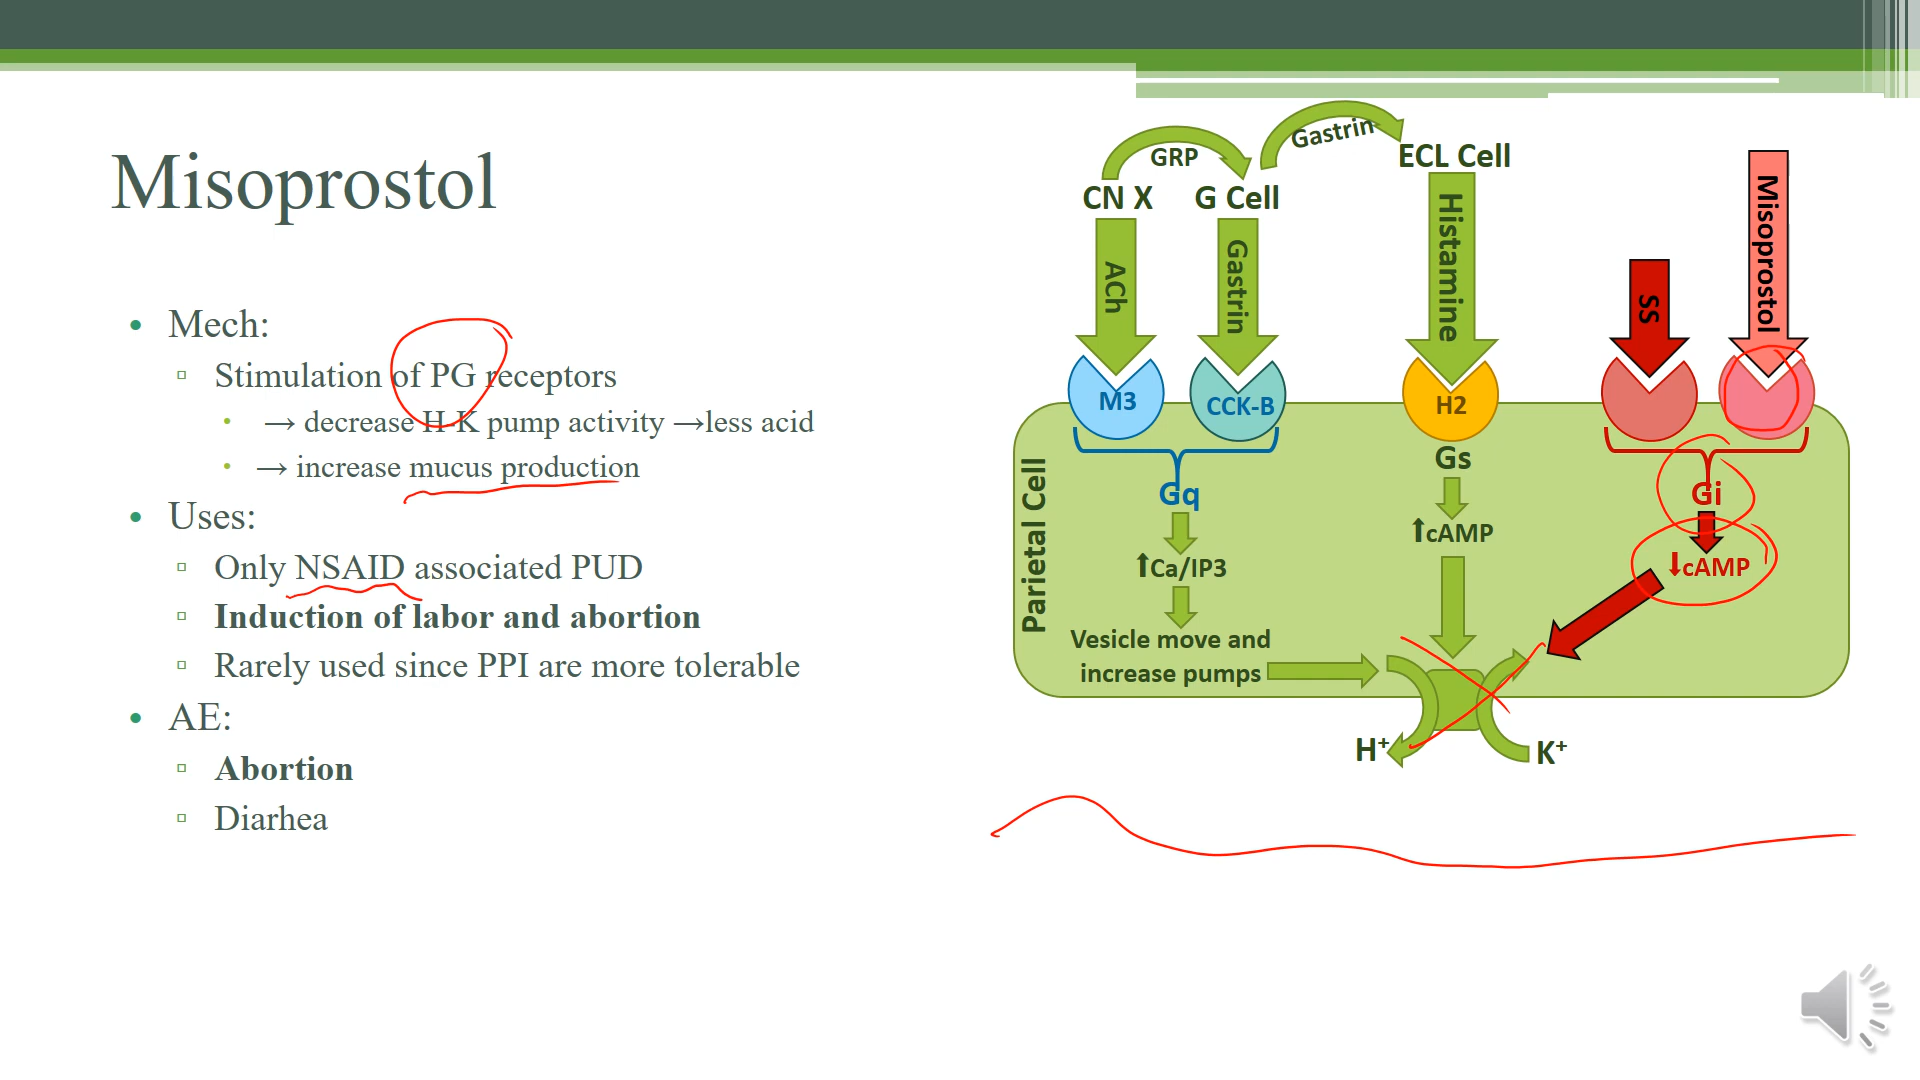 Misoprostol
• Mech:
▫ Stimulation of PG receptors
• → decrease H-K pump activity →less acid
• → increase mucus production
• Uses:
▫ Only NSAID associated PUD
▫ Induction of labor and abortion
▫ Rarely used since PPI are more tolerable
• AE:
▫ Abortion
▫ Diarhea
GRP
Gastrin
CN X
G Cell
ECL Cell
ACh
Gastrin
Histamine
SS
Misoprostol
M3
CCK-B
H2
Parietal Cell
Gq
Gs
Gi
⬆Ca/IP3
⬆cAMP
⬇cAMP
Vesicle move and
increase pumps
H⁺
K⁺